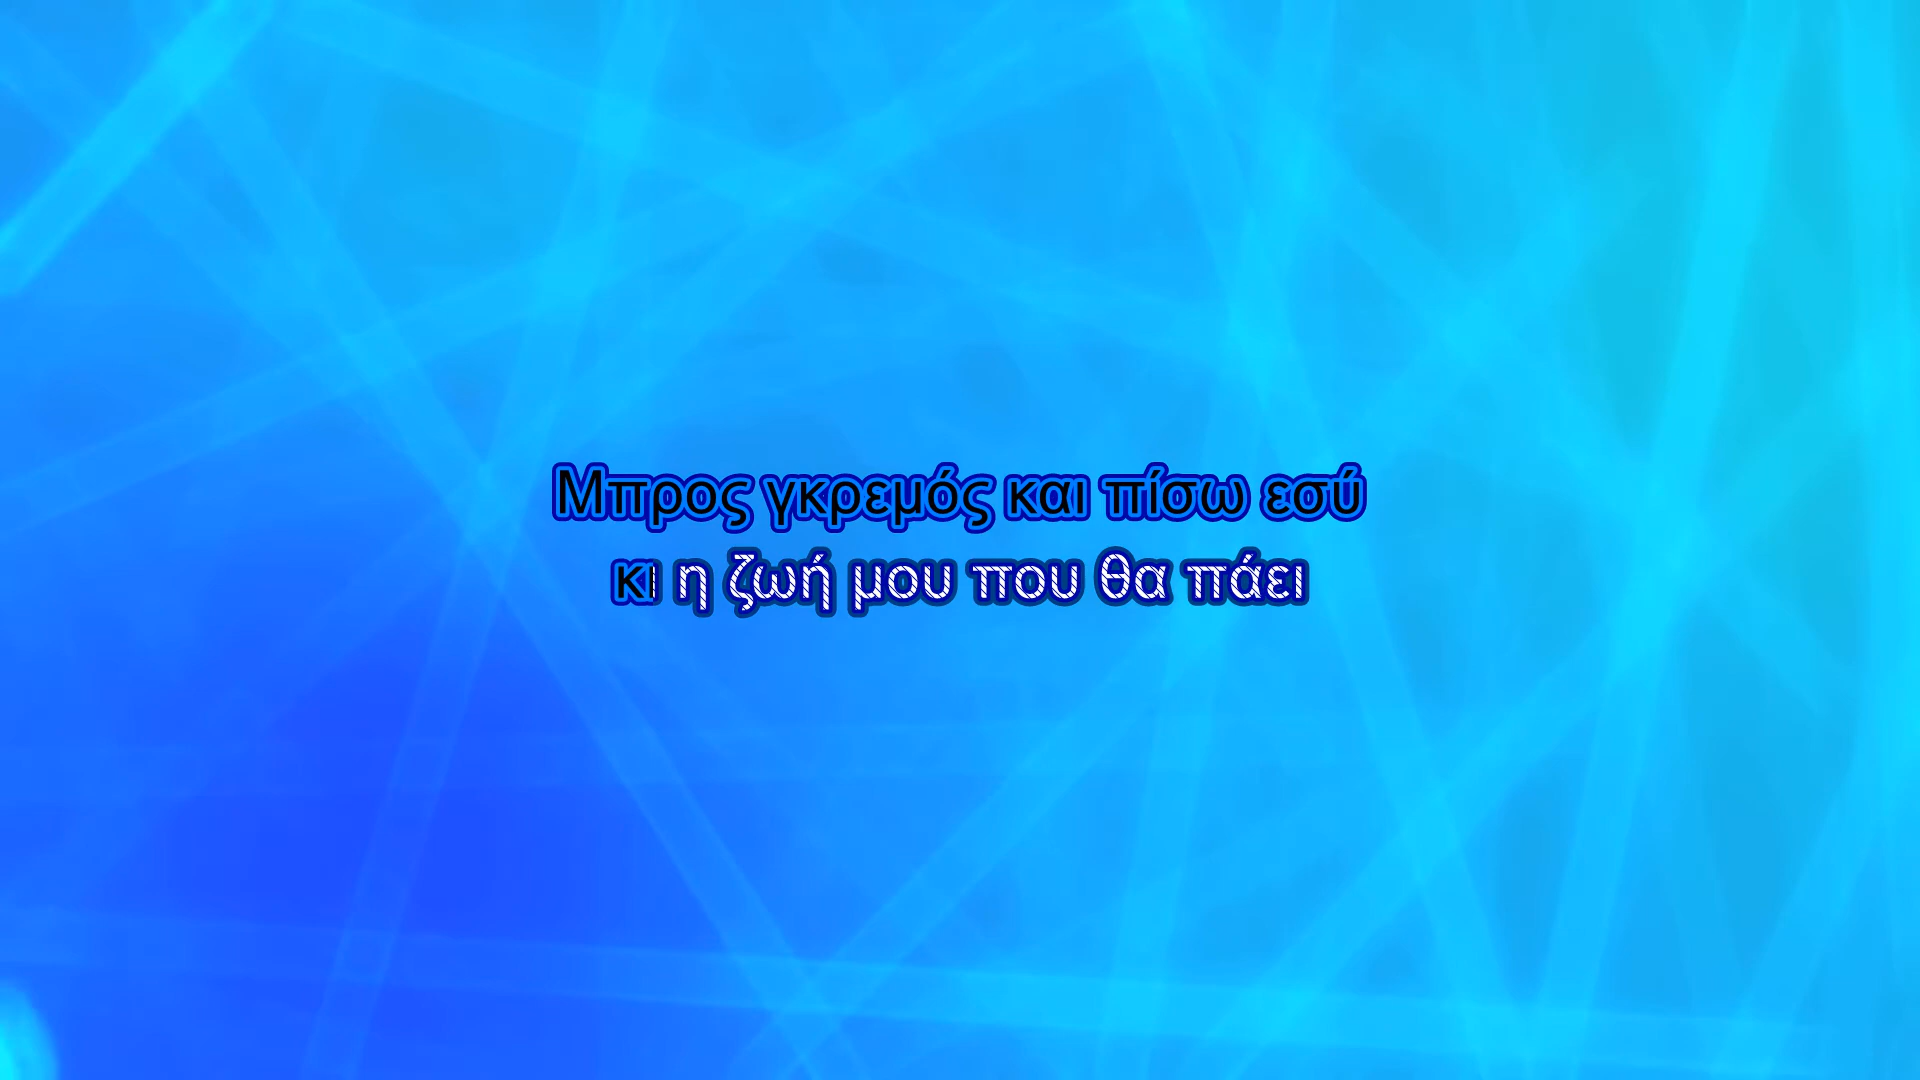 Μπρος γκρεμός και πίσω εσύ
κι η ζωή μου που θα πάει